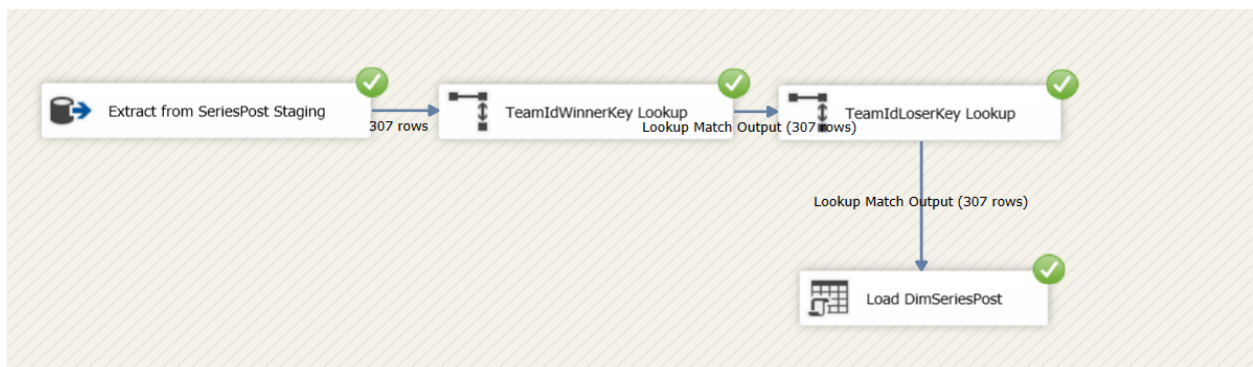 Extract from SeriesPost Staging
307 rows
TeamIdWinnerKey Lookup
Lookup Match Output (307 rows)
TeamIdLoserKey Lookup
Lookup Match Output (307 rows)
Load DimSeriesPost